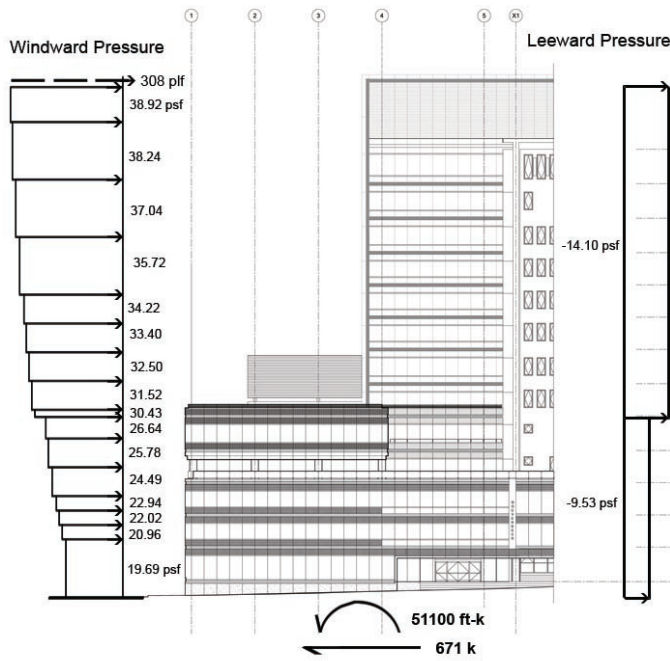 1 2 3 4 5 X1
Windward Pressure
Leeward Pressure
308 plf
38.92 psf
38.24
37.04
35.72
-14.10 psf
34.22
33.40
32.50
31.52
30.43
26.64
25.78
24.49
-9.53 psf
22.94
22.02
20.96
19.69 psf
51100 ft-k
671 k